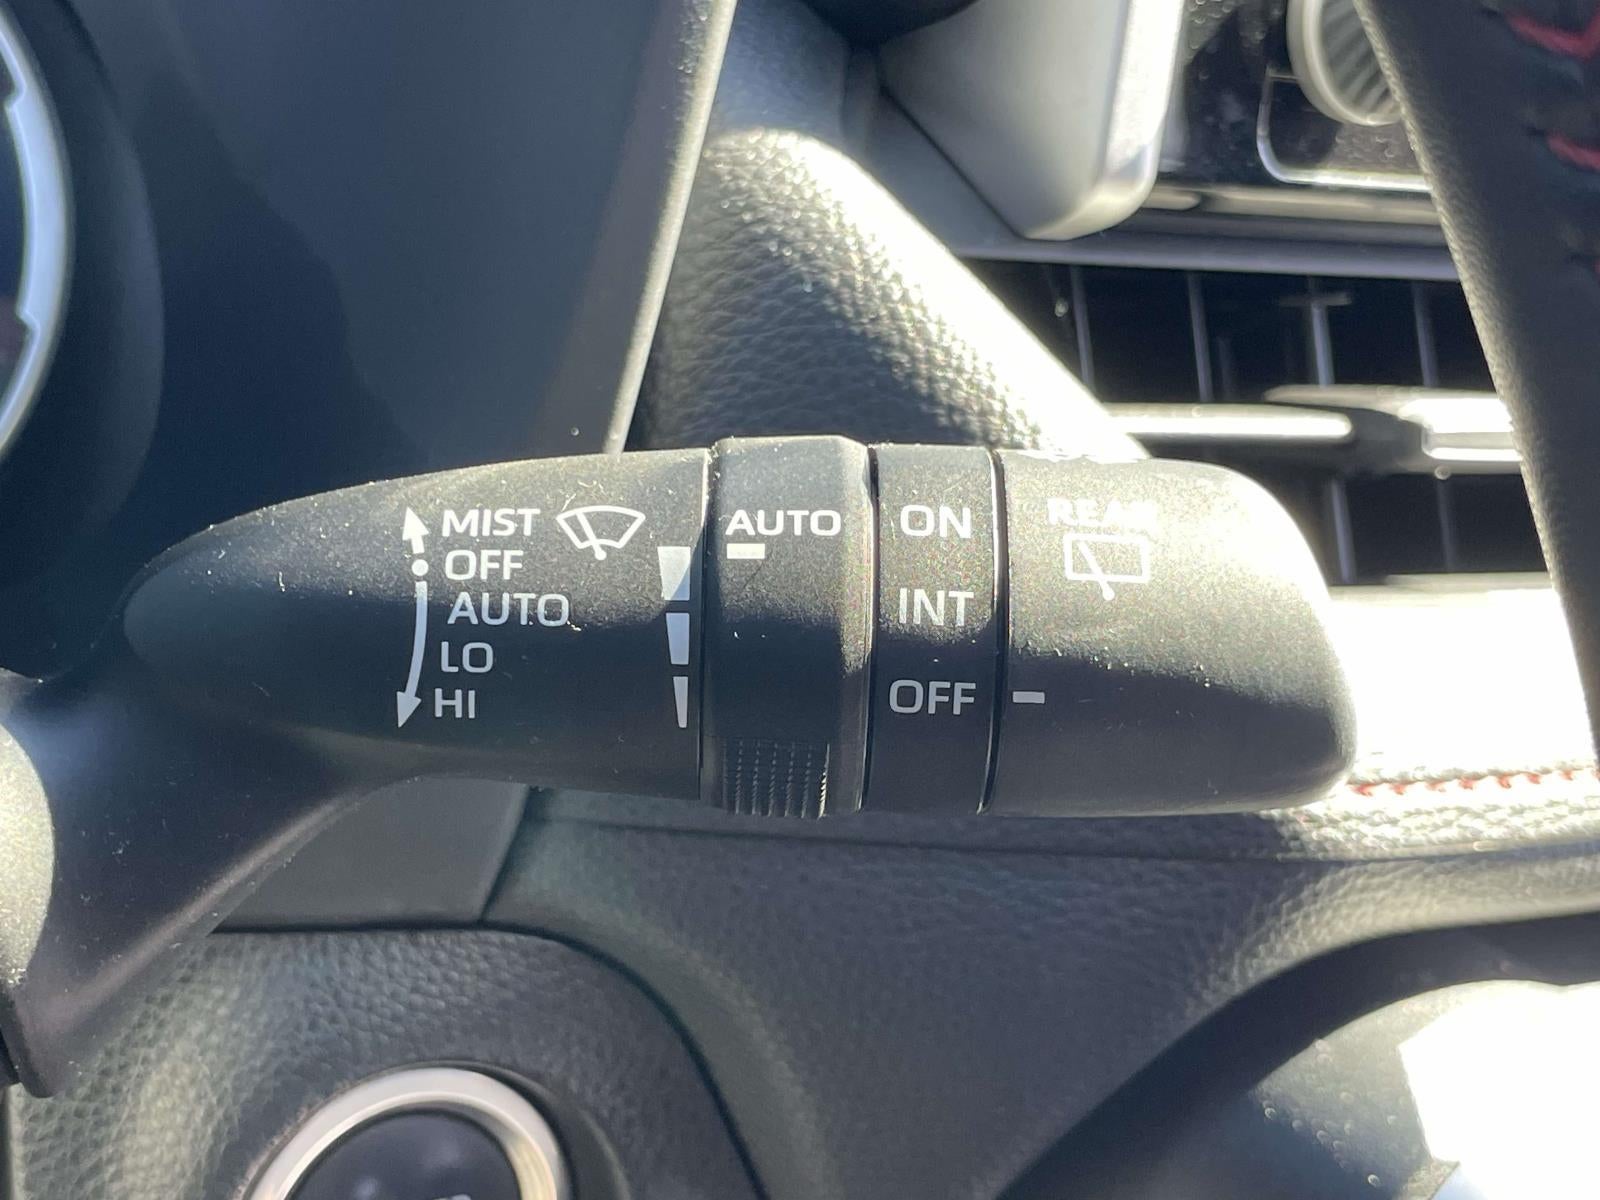 MIST
OFF
AUTO
LO
HI
AUTO
ON
INT
OFF
REAR